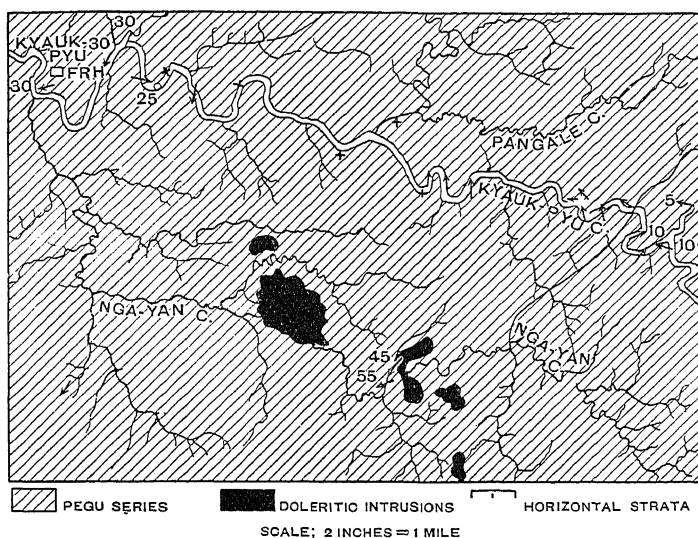 30
KYAUK-30
PYU
FRH
30
25
PANGALE C.
KYAUK-PYU C.
5
10
10
NGA-YAN C.
NGA-YAN
C.
45
55
PEGU SERIES
DOLERITIC INTRUSIONS
HORIZONTAL STRATA
SCALE; 2 INCHES = 1 MILE